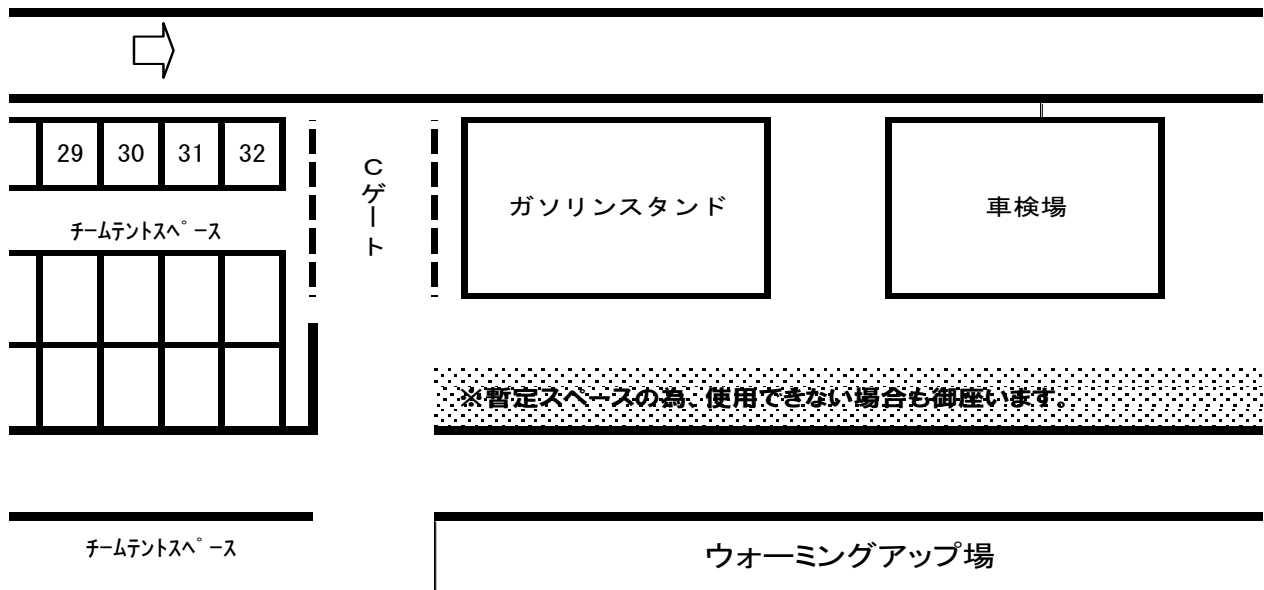 29 30 31 32
Cゲート
ガソリンスタンド
車検場
チームテントスペース
※暫定スペースの為、使用できない場合も御座います。
チームテントスペース
ウォーミングアップ場